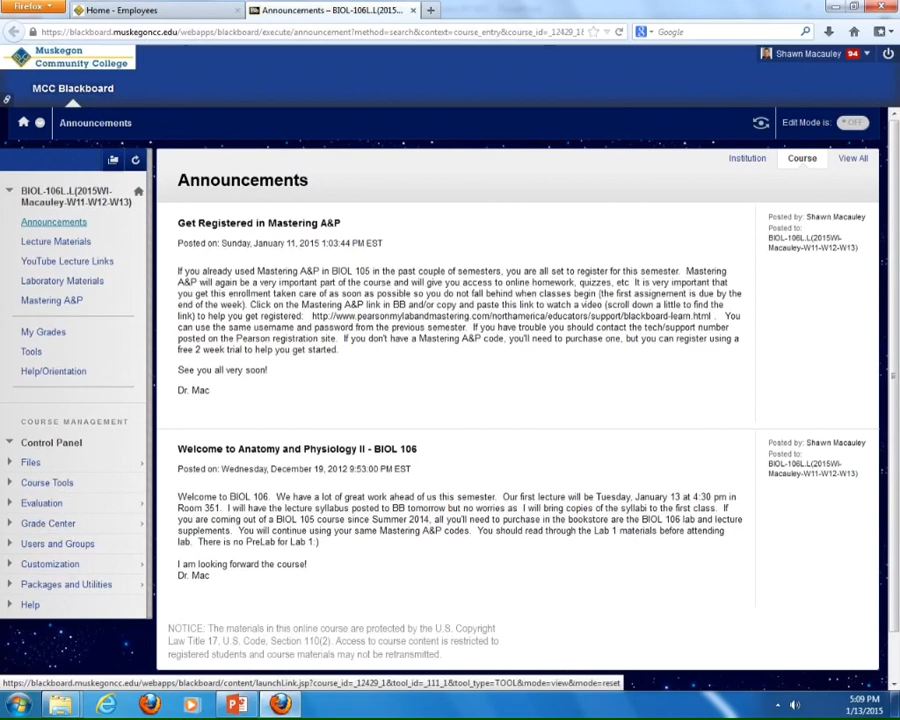 Firefox
Home - Employees
Announcements – BIOL-106L.L(2015...
https://blackboard.muskegoncc.edu/webapps/blackboard/execute/announcement?method=search&context=course_entry&course_id=_12429_1&
Google
Muskegon
Community College
Shawn Macauley 94
MCC Blackboard
Announcements
Edit Mode is: OFF
Institution
Course
View All
BIOL-106L.L(2015WI-
Macauley-W11-W12-W13)
Announcements
Lecture Materials
YouTube Lecture Links
Laboratory Materials
Mastering A&P
My Grades
Tools
Help/Orientation
COURSE MANAGEMENT
Control Panel
Files
Course Tools
Evaluation
Grade Center
Users and Groups
Customization
Packages and Utilities
Help
Announcements
Get Registered in Mastering A&P
Posted on: Sunday, January 11, 2015 1:03:44 PM EST
If you already used Mastering A&P in BIOL 105 in the past couple of semesters, you are all set to register for this semester. Mastering
A&P will again be a very important part of the course and will give you access to online homework, quizzes, etc It is very important that
you get this enrollment taken care of as soon as possible so you do not fall behind when classes begin (the first assignement is due by the
end of the week). Click on the Mastering A&P link in BB and/or copy and paste this link to watch a video (scroll down a little to find the
link) to help you get registered: http://www.pearsonmylabandmastering.com/northamerica/educators/support/blackboard-learn.html . You
can use the same username and password from the previous semester. If you have trouble you should contact the tech/support number
posted on the Pearson registration site. If you don't have a Mastering A&P code, you'll need to purchase one, but you can register using a
free 2 week trial to help you get started.
See you all very soon!
Dr. Mac
Posted by: Shawn Macauley
Posted to:
BIOL-106L.L(2015WI-
Macauley-W11-W12-W13)
Welcome to Anatomy and Physiology II - BIOL 106
Posted on: Wednesday, December 19, 2012 9:53:00 PM EST
Welcome to BIOL 106. We have a lot of great work ahead of us this semester. Our first lecture will be Tuesday, January 13 at 4:30 pm in
Room 351. I will have the lecture syllabus posted to BB tomorrow but no worries as I will bring copies of the syllabi to the first class. If
you are coming out of a BIOL 105 course since Summer 2014, all you'll need to purchase in the bookstore are the BIOL 106 lab and lecture
supplements. You will continue using your same Mastering A&P codes. You should read through the Lab 1 materials before attending
lab. There is no PreLab for Lab 1:)
I am looking forward the course!
Dr. Mac
Posted by: Shawn Macauley
Posted to:
BIOL-106L.L(2015WI-
Macauley-W11-W12-W13)
NOTICE: The materials in this online course are protected by the U.S. Copyright
Law Title 17, U.S. Code, Section 110(2). Access to course content is restricted to
registered students and course materials may not be retransmitted.
https://blackboard.muskegoncc.edu/webapps/blackboard/content/launchLink.jsp?course_id=_12429_1&tool_id=_111_1&tool_type=TOOL&mode=view&mode=reset
5:09 PM
1/13/2015